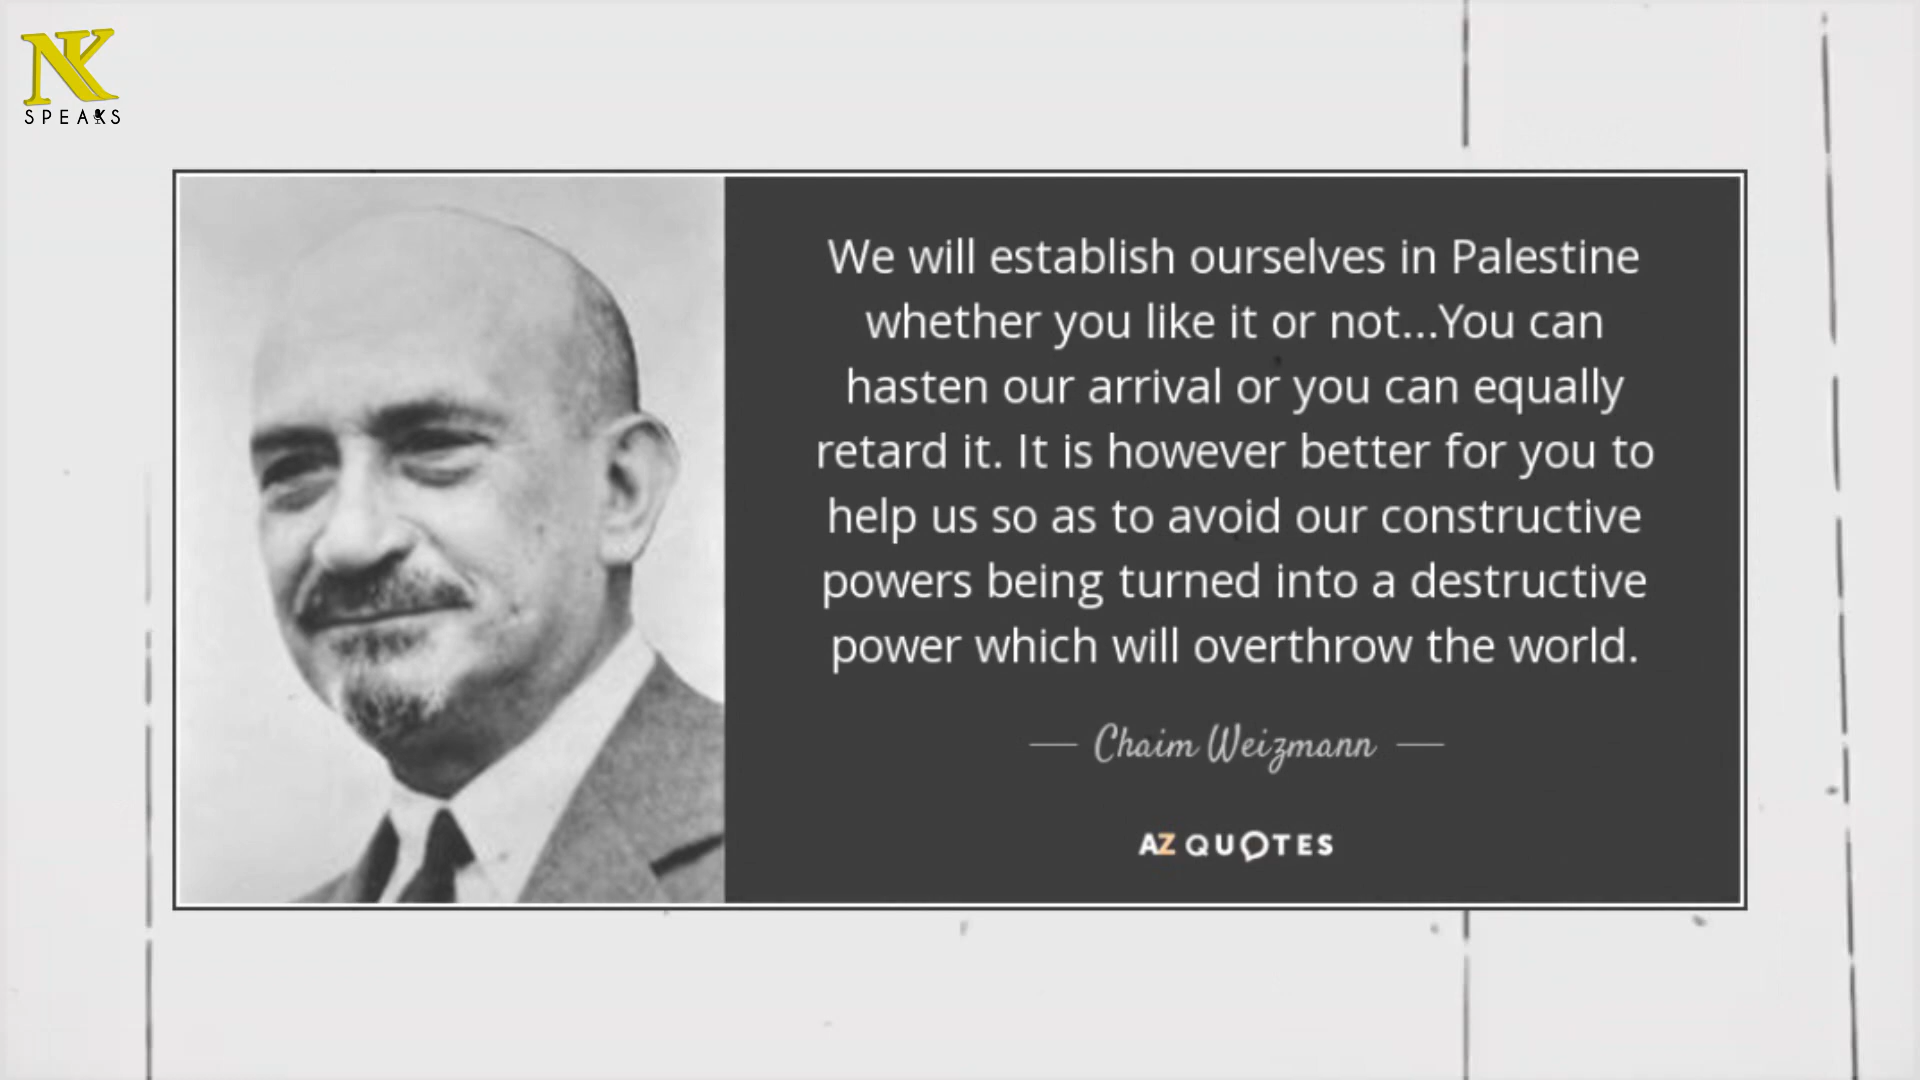 NK
SPEAKS
We will establish ourselves in Palestine
whether you like it or not...You can
hasten our arrival or you can equally
retard it. It is however better for you to
help us so as to avoid our constructive
powers being turned into a destructive
power which will overthrow the world.
— Chaim Weizmann —
AZ QUOTES